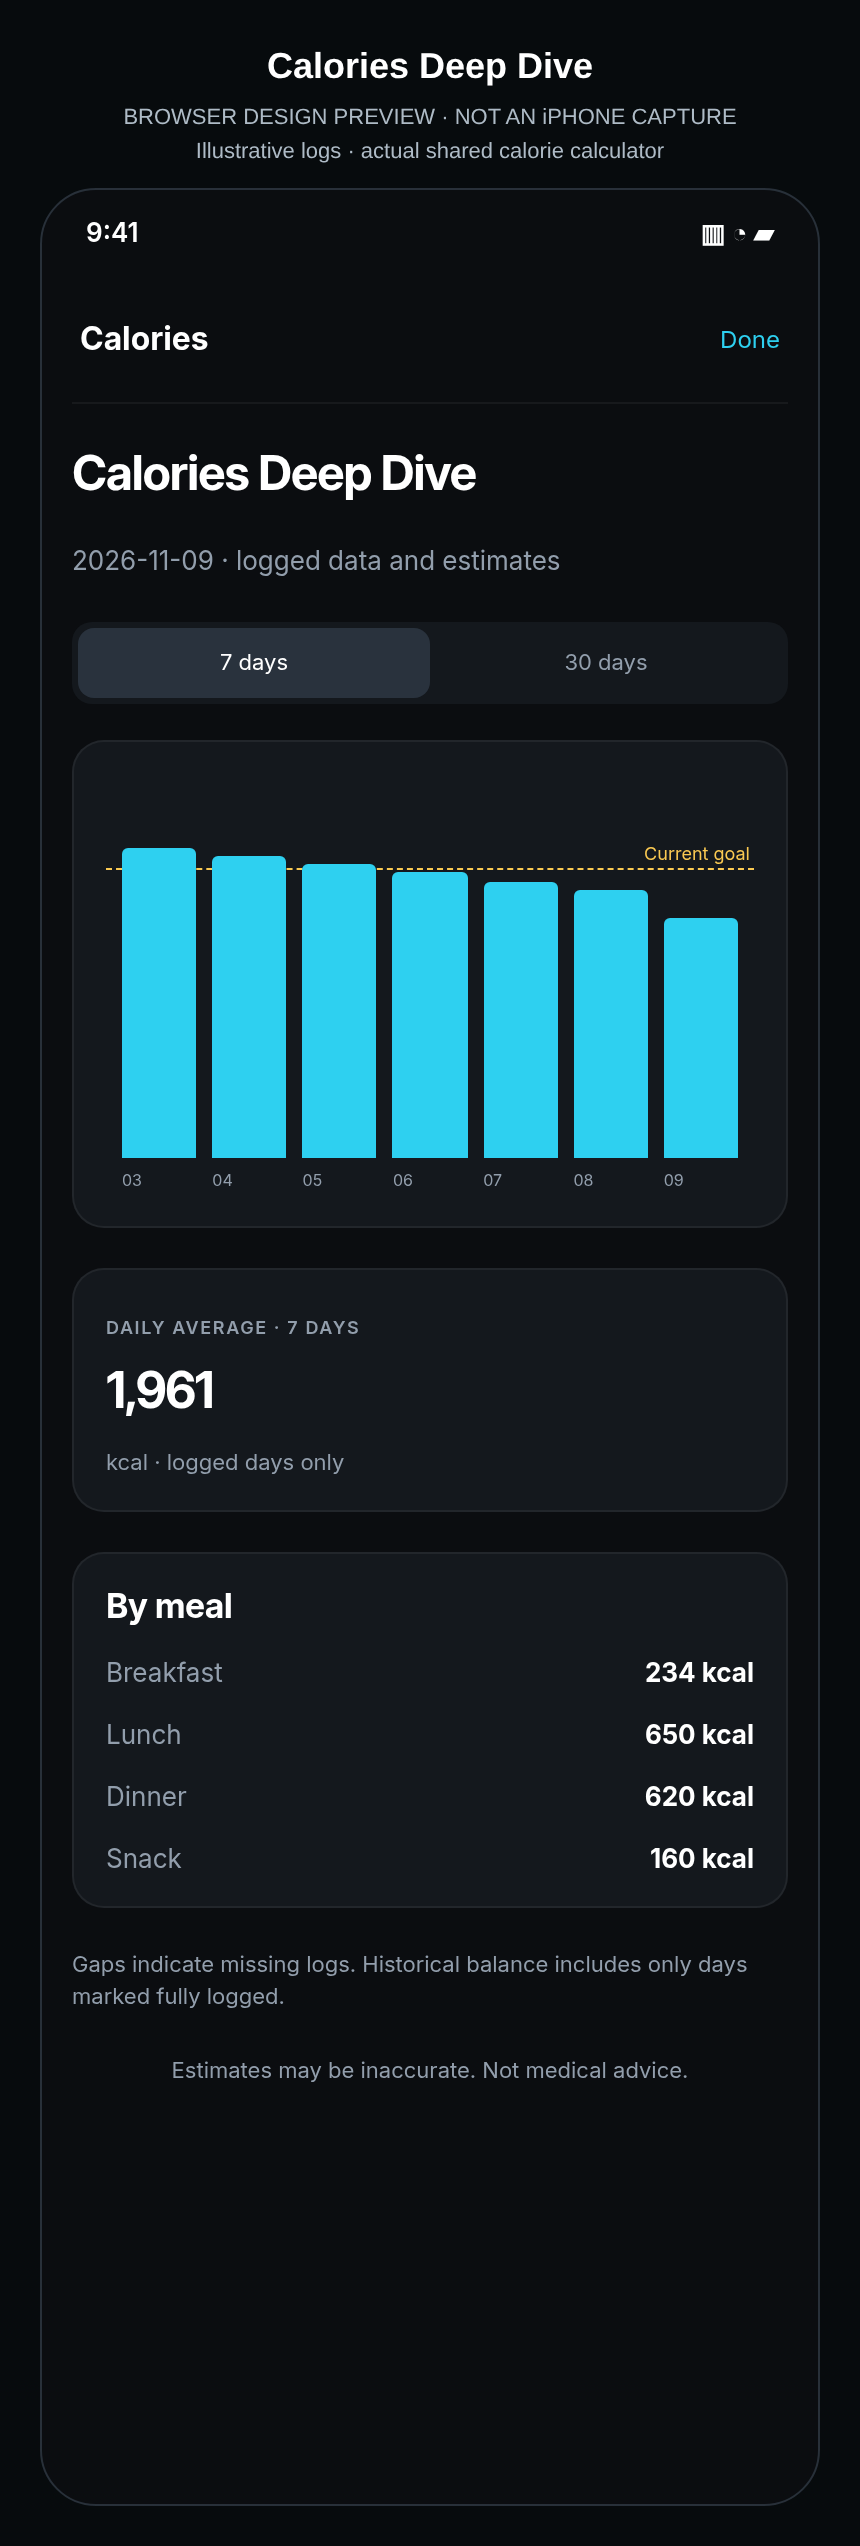 Calories Deep Dive
BROWSER DESIGN PREVIEW · NOT AN iPHONE CAPTURE
Illustrative logs · actual shared calorie calculator
9:41
Calories
Done
Calories Deep Dive
2026-11-09 · logged data and estimates
7 days
30 days
Current goal
03 04 05 06 07 08 09
DAILY AVERAGE · 7 DAYS
1,961
kcal · logged days only
By meal
Breakfast 234 kcal
Lunch 650 kcal
Dinner 620 kcal
Snack 160 kcal
Gaps indicate missing logs. Historical balance includes only days
marked fully logged.
Estimates may be inaccurate. Not medical advice.